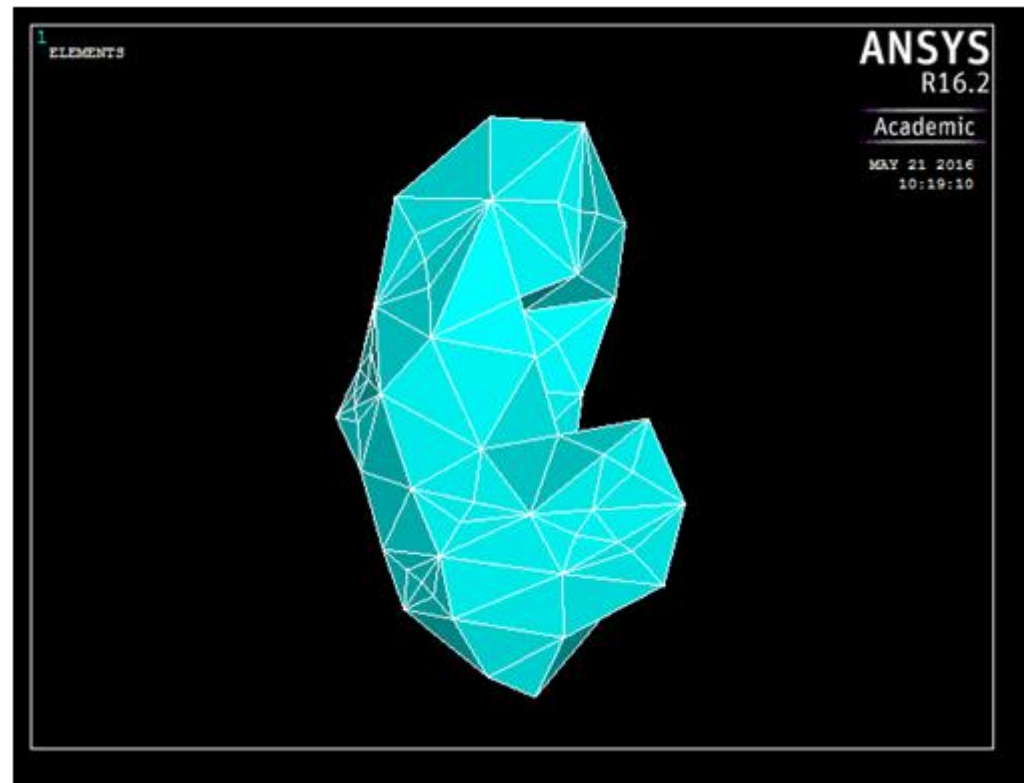 1
ELEMENTS
ANSYS
R16.2
Academic
MAY 21 2016
10:19:10